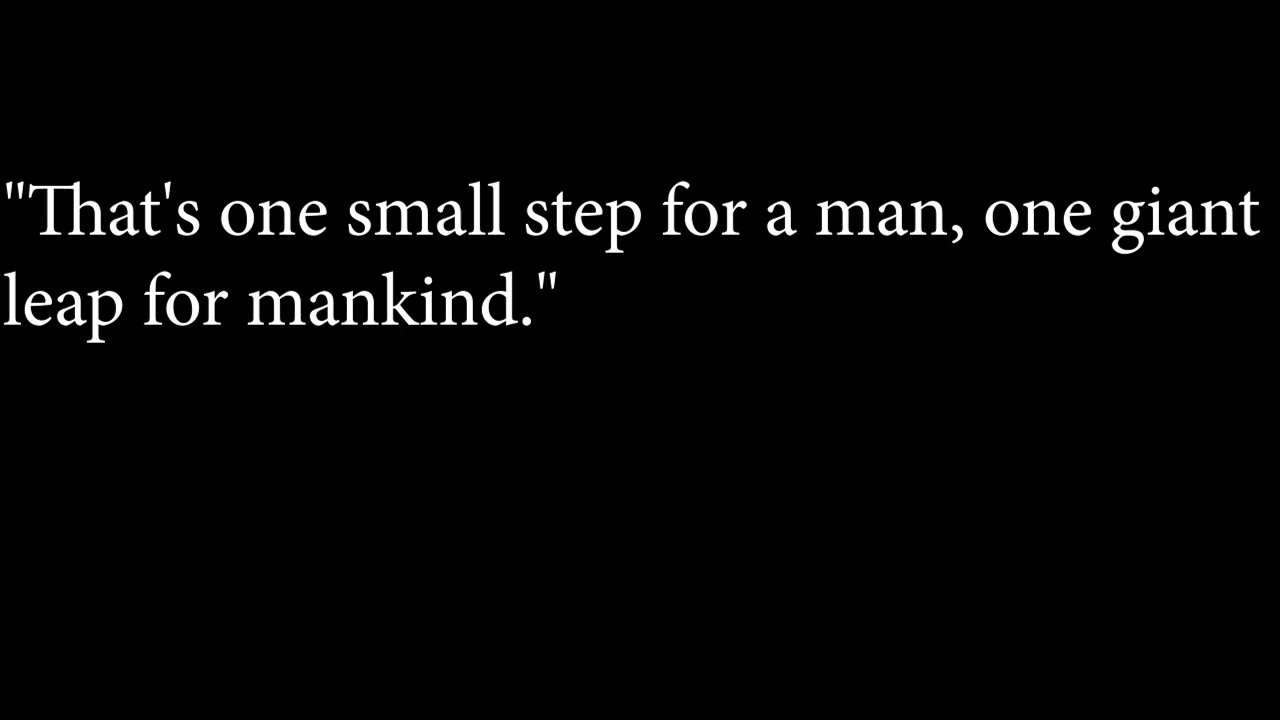 "That's one small step for a man, one giant
leap for mankind."